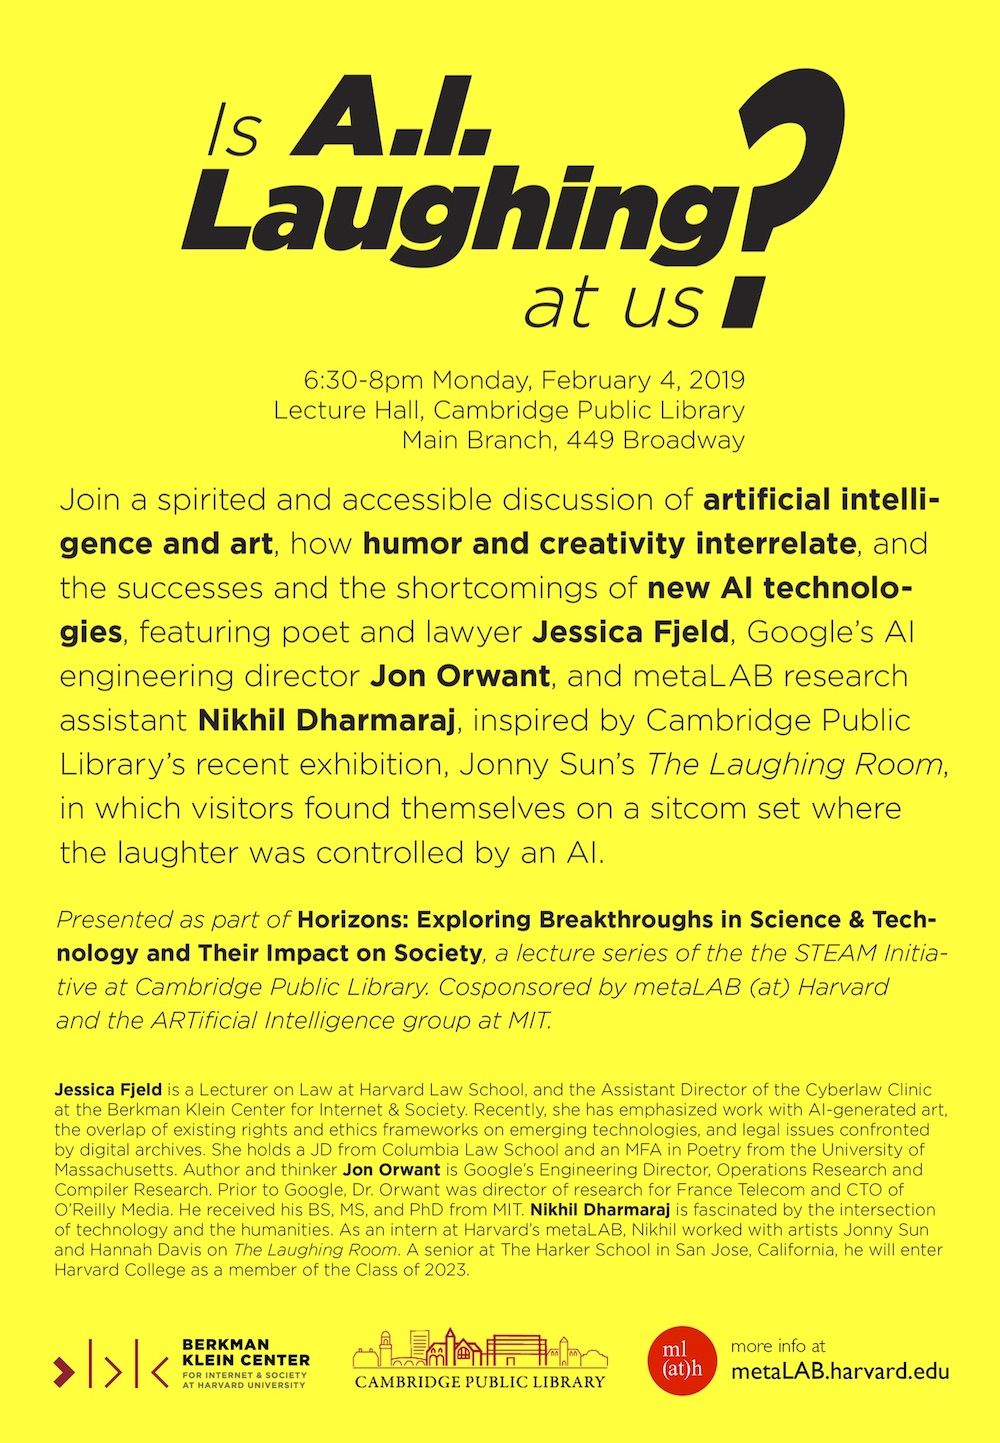 Is A.I.
Laughing?
at us
6:30-8pm Monday, February 4, 2019
Lecture Hall, Cambridge Public Library
Main Branch, 449 Broadway
Join a spirited and accessible discussion of artificial intelli-
gence and art, how humor and creativity interrelate, and
the successes and the shortcomings of new AI technolo-
gies, featuring poet and lawyer Jessica Fjeld, Google's AI
engineering director Jon Orwant, and metaLAB research
assistant Nikhil Dharmaraj, inspired by Cambridge Public
Library's recent exhibition, Jonny Sun's The Laughing Room,
in which visitors found themselves on a sitcom set where
the laughter was controlled by an AI.
Presented as part of Horizons: Exploring Breakthroughs in Science & Tech-
nology and Their Impact on Society, a lecture series of the the STEAM Initia-
tive at Cambridge Public Library. Cosponsored by metaLAB (at) Harvard
and the ARTificial Intelligence group at MIT.
Jessica Fjeld is a Lecturer on Law at Harvard Law School, and the Assistant Director of the Cyberlaw Clinic
at the Berkman Klein Center for Internet & Society. Recently, she has emphasized work with AI-generated art,
the overlap of existing rights and ethics frameworks on emerging technologies, and legal issues confronted
by digital archives. She holds a JD from Columbia Law School and an MFA in Poetry from the University of
Massachusetts. Author and thinker Jon Orwant is Google's Engineering Director, Operations Research and
Compiler Research. Prior to Google, Dr. Orwant was director of research for France Telecom and CTO of
O'Reilly Media. He received his BS, MS, and PhD from MIT. Nikhil Dharmaraj is fascinated by the intersection
of technology and the humanities. As an intern at Harvard's metaLAB, Nikhil worked with artists Jonny Sun
and Hannah Davis on The Laughing Room. A senior at The Harker School in San Jose, California, he will enter
Harvard College as a member of the Class of 2023.
BERKMAN
KLEIN CENTER
FOR INTERNET & SOCIETY
AT HARVARD UNIVERSITY
CAMBRIDGE PUBLIC LIBRARY
ml
(at)h
more info at
metaLAB.harvard.edu